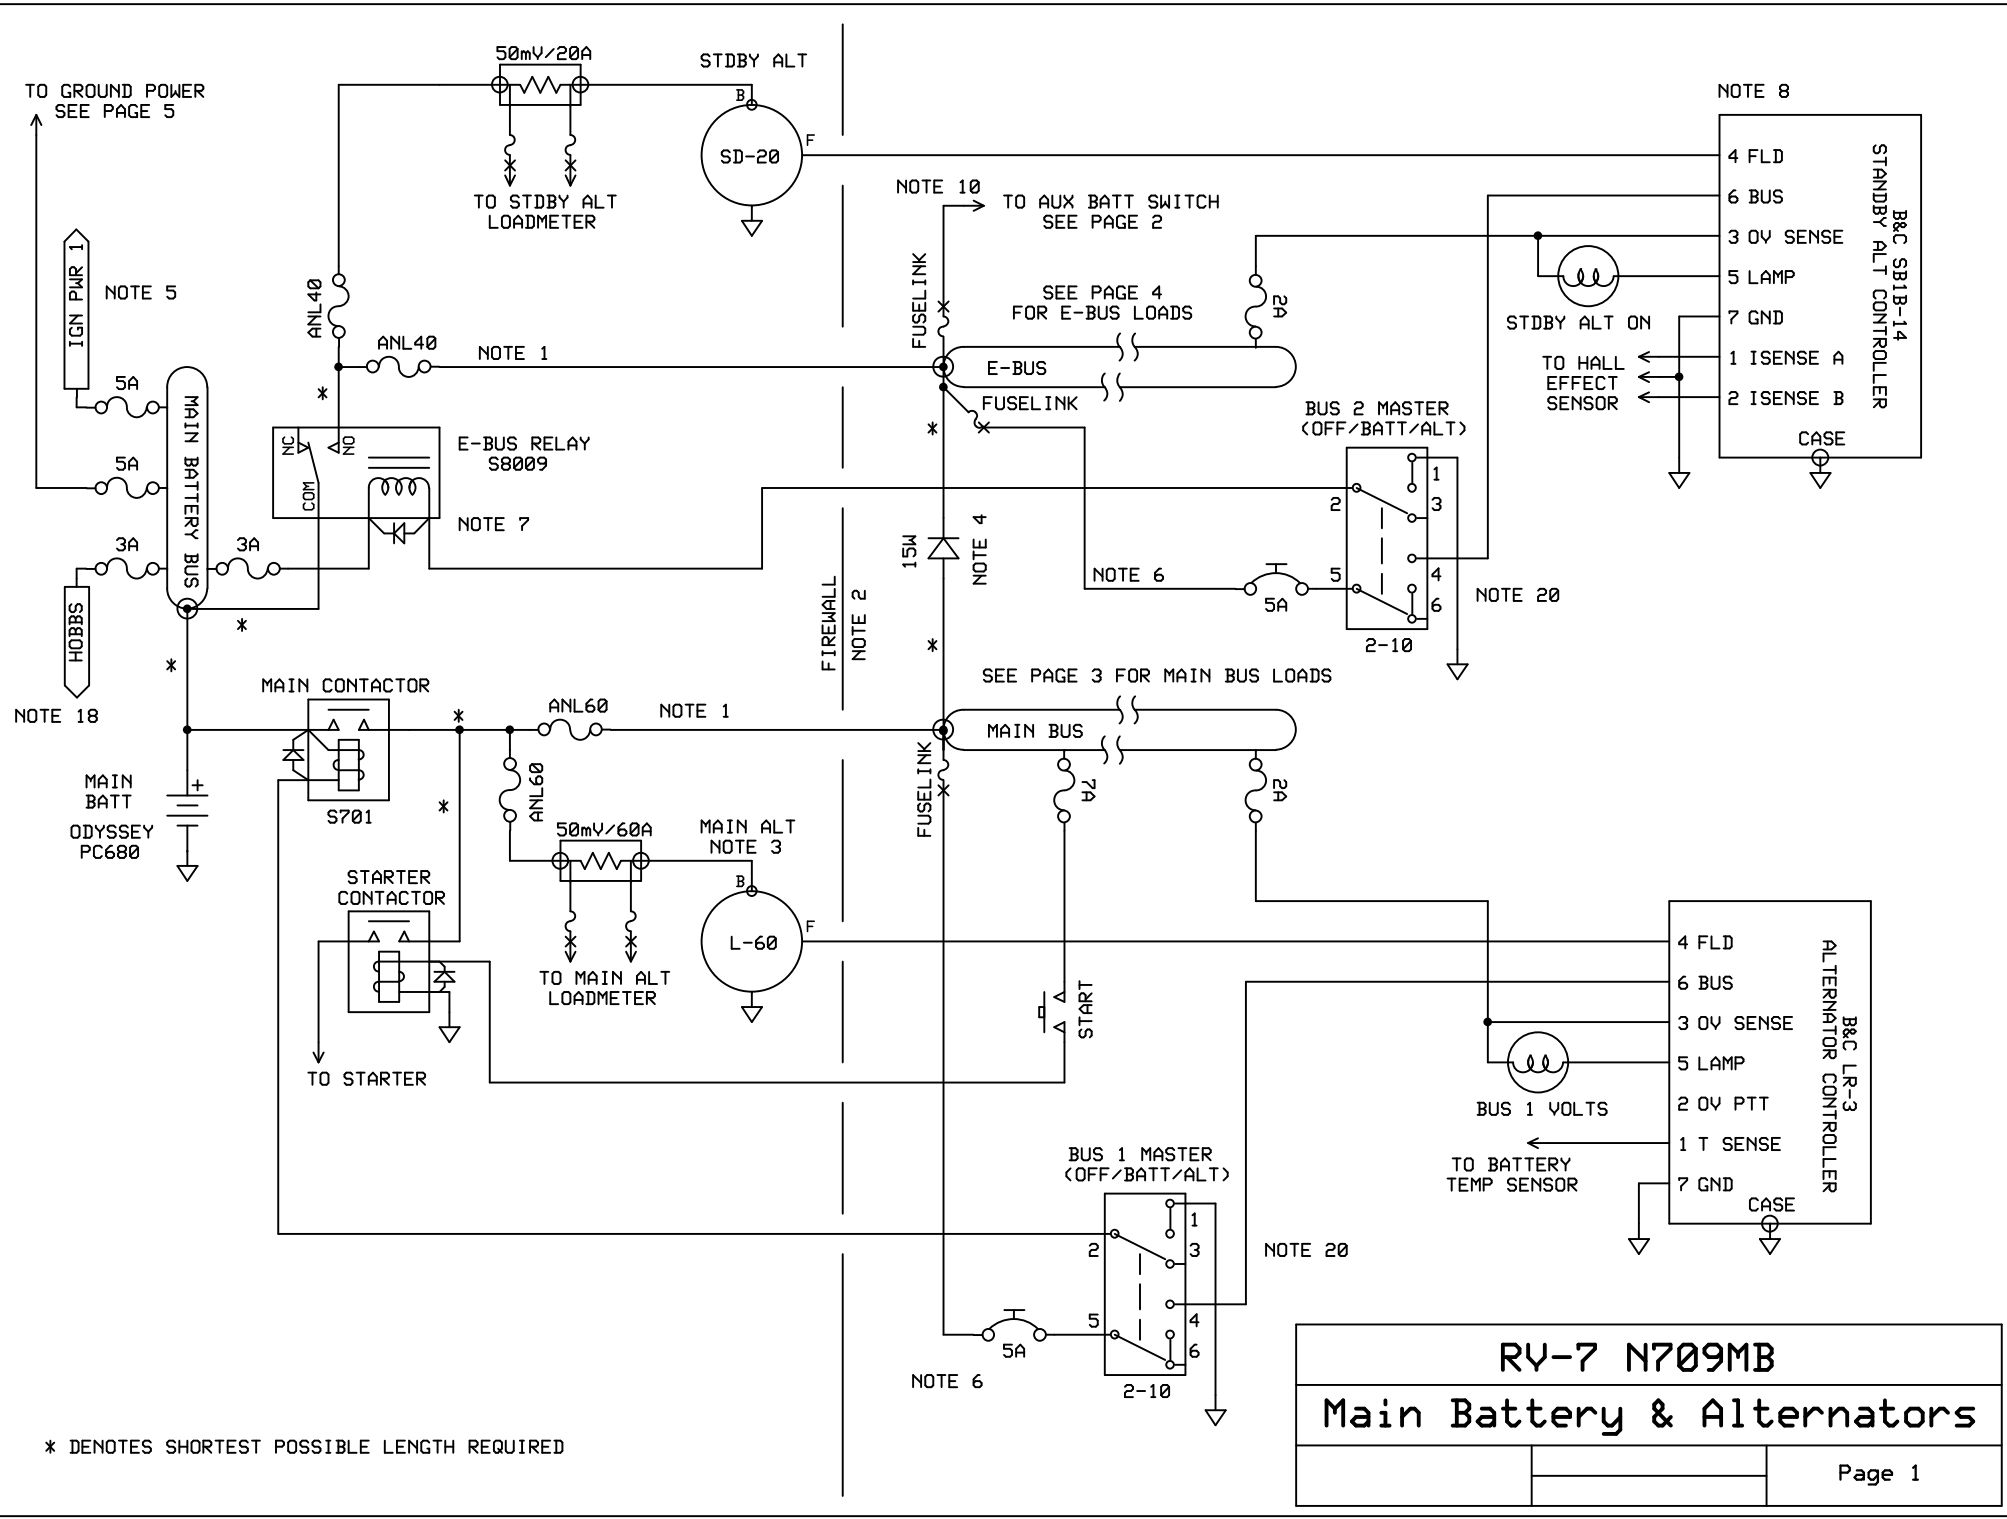 50mV/20A
STDBY ALT
TO GROUND POWER
SEE PAGE 5
B
F
SD-20
TO STDBY ALT
LOADMETER
NOTE 8
4 FLD
6 BUS
3 OV SENSE
5 LAMP
7 GND
1 ISENSE A
2 ISENSE B
CASE
B&C SB1B-14
STANDBY ALT CONTROLLER
NOTE 10
TO AUX BATT SWITCH
SEE PAGE 2
FUSELINK
SEE PAGE 4
FOR E-BUS LOADS
2A
STDBY ALT ON
TO HALL
EFFECT
SENSOR
IGN PWR 1
NOTE 5
ANL40
ANL40
NOTE 1
*
E-BUS
FUSELINK
*
BUS 2 MASTER
(OFF/BATT/ALT)
5A
MAIN BATTERY BUS
NC
NO
COM
E-BUS RELAY
S8009
NOTE 7
5A
3A
3A
HOBBS
NOTE 18
*
*
15W
NOTE 4
NOTE 6
5A
2
1
3
5
4
6
2-10
NOTE 20
FIREWALL
NOTE 2
*
MAIN CONTACTOR
S701
*
ANL60
NOTE 1
SEE PAGE 3 FOR MAIN BUS LOADS
MAIN BUS
FUSELINK
7A
2A
MAIN
BATT
+
ODYSSEY
PC680
*
ANL60
50mV/60A
MAIN ALT
NOTE 3
B
F
L-60
TO MAIN ALT
LOADMETER
STARTER
CONTACTOR
TO STARTER
START
4 FLD
6 BUS
3 OV SENSE
5 LAMP
2 OV PTT
1 T SENSE
7 GND
CASE
B&C LR-3
ALTERNATOR CONTROLLER
BUS 1 VOLTS
TO BATTERY
TEMP SENSOR
BUS 1 MASTER
(OFF/BATT/ALT)
2
1
3
5
4
6
2-10
NOTE 20
5A
NOTE 6
* DENOTES SHORTEST POSSIBLE LENGTH REQUIRED
RV-7 N709MB
Main Battery & Alternators
Page 1